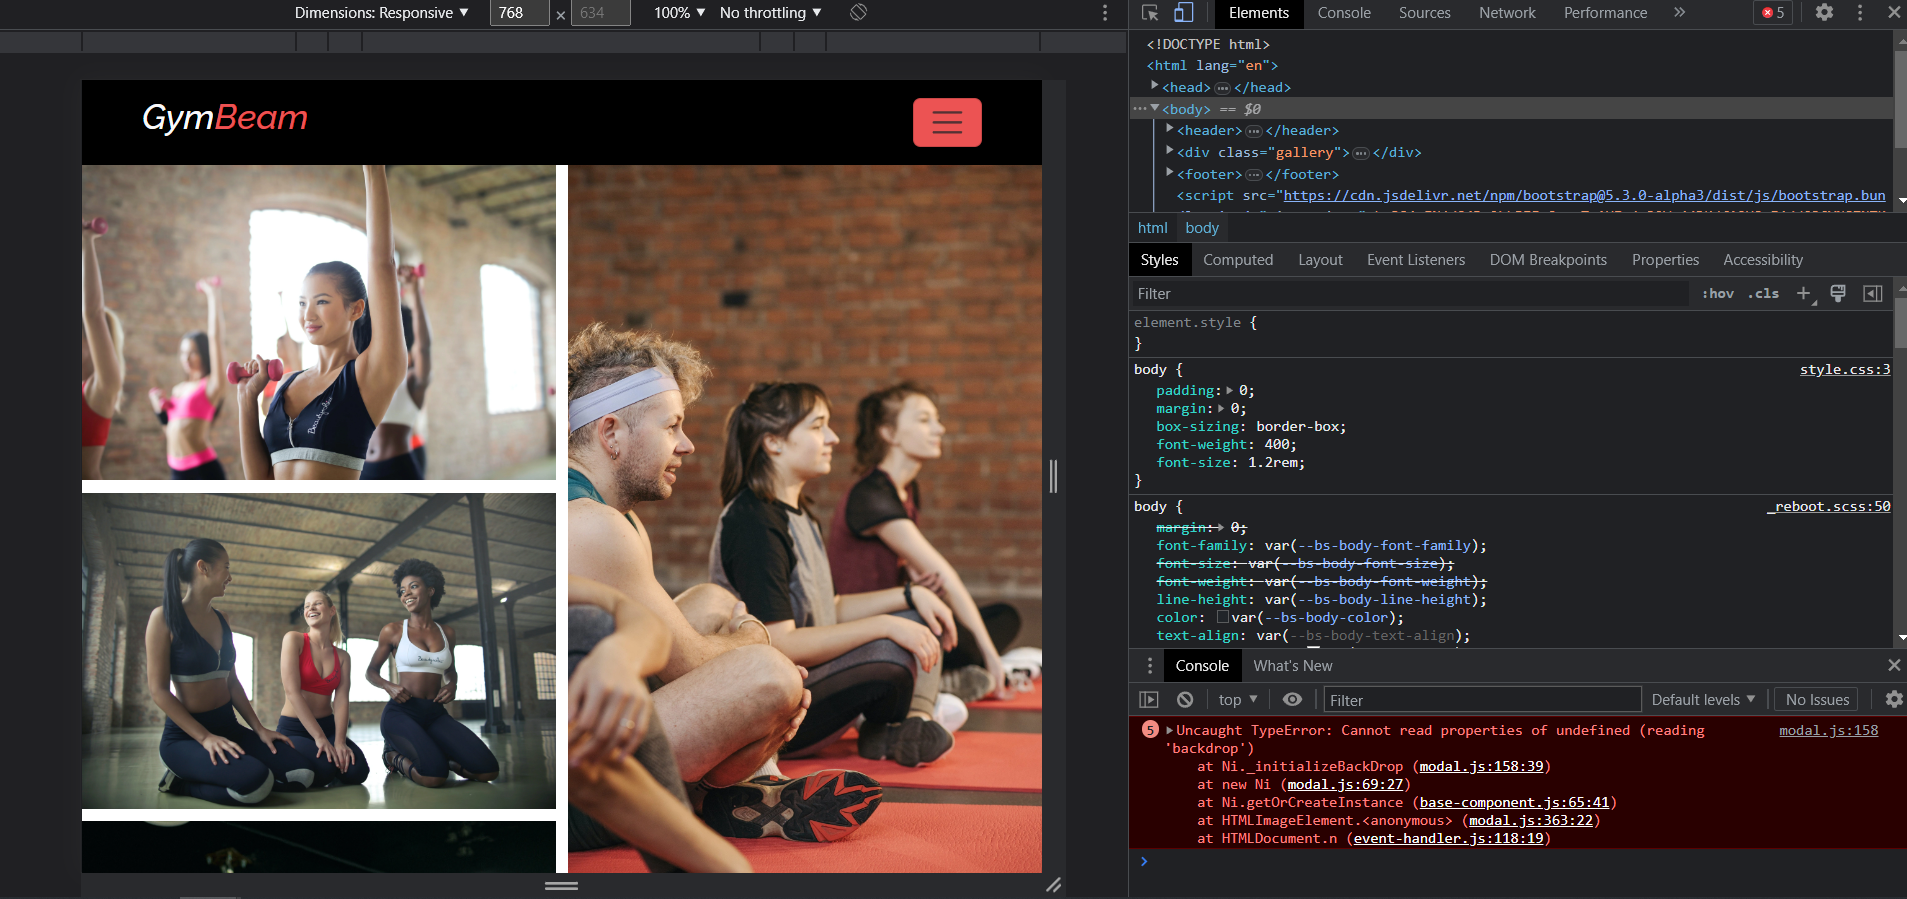 Dimensions: Responsive ▼ 768 × 634 100% ▼ No throttling ▼
Elements Console Sources Network Performance » 5
GymBeam
<!DOCTYPE html>
<html lang="en">
▶<head>…</head>
…▼<body> == $0
▶<header>…</header>
▶<div class="gallery">…</div>
▶<footer>…</footer>
<script src="https://cdn.jsdelivr.net/npm/bootstrap@5.3.0-alpha3/dist/js/bootstrap.bun
html body
Styles Computed Layout Event Listeners DOM Breakpoints Properties Accessibility
Filter :hov .cls +
element.style {
}
body { style.css:3
padding:▶ 0;
margin:▶ 0;
box-sizing: border-box;
font-weight: 400;
font-size: 1.2rem;
}
body { _reboot.scss:50
margin:▶ 0;
font-family: var(--bs-body-font-family);
font-size: var(--bs-body-font-size);
font-weight: var(--bs-body-font-weight);
line-height: var(--bs-body-line-height);
color: var(--bs-body-color);
text-align: var(--bs-body-text-align);
Console What's New
top ▼ Filter Default levels ▼ No Issues
5 ▶Uncaught TypeError: Cannot read properties of undefined (reading modal.js:158
'backdrop')
at Ni._initializeBackDrop (modal.js:158:39)
at new Ni (modal.js:69:27)
at Ni.getOrCreateInstance (base-component.js:65:41)
at HTMLImageElement.<anonymous> (modal.js:363:22)
at HTMLDocument.n (event-handler.js:118:19)